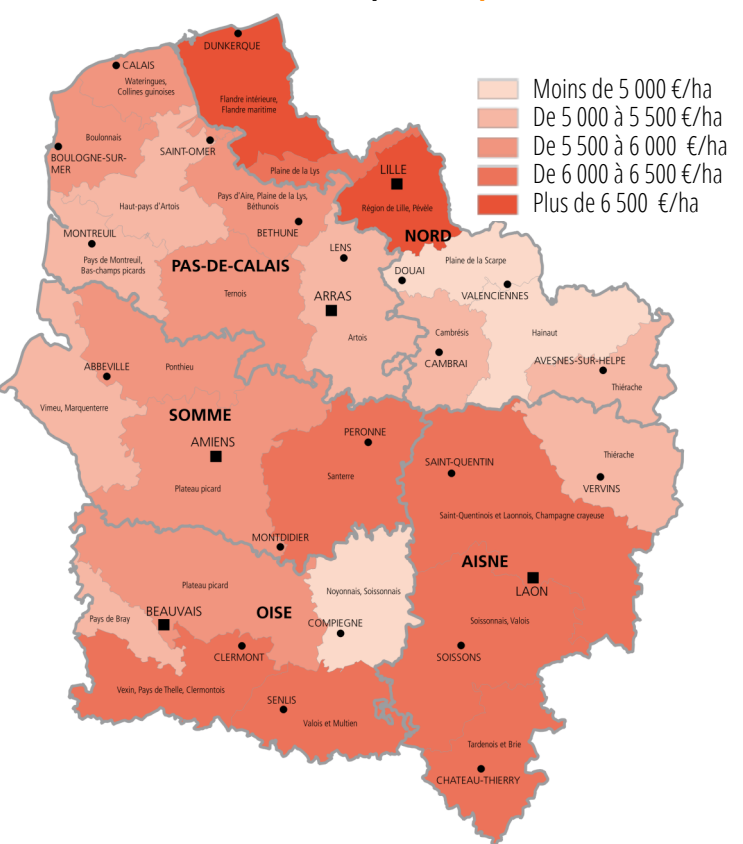 DUNKERQUE
CALAIS
Wateringues,
Collines guinoises
Flandre intérieure,
Flandre maritime
Moins de 5 000 €/ha
De 5 000 à 5 500 €/ha
De 5 500 à 6 000 €/ha
De 6 000 à 6 500 €/ha
Plus de 6 500 €/ha
Boulonnais
BOULOGNE-SUR-
MER
SAINT-OMER
Plaine de la Lys
LILLE
Région de Lille, Pévèle
NORD
Pays d'Aire, Plaine de la Lys,
Béthunois
Haut-pays d'Artois
BETHUNE
MONTREUIL
Pays de Montreuil,
Bas-champs picards
PAS-DE-CALAIS
LENS
Ternois
ARRAS
Artois
DOUAI
Plaine de la Scarpe
VALENCIENNES
Cambrésis
CAMBRAI
Hainaut
AVESNES-SUR-HELPE
Thiérache
ABBEVILLE
Ponthieu
Vimeu, Marquenterre
SOMME
AMIENS
Plateau picard
PERONNE
Santerre
MONTDIDIER
SAINT-QUENTIN
Thiérache
VERVINS
Saint-Quentinois et Laonnois, Champagne crayeuse
AISNE
LAON
Soissonnais, Valois
SOISSONS
Plateau picard
Noyonnais, Soissonnais
BEAUVAIS
OISE
COMPIEGNE
Pays de Bray
CLERMONT
Vexin, Pays de Thelle, Clermontois
SENLIS
Valois et Multien
Tardenois et Brie
CHATEAU-THIERRY